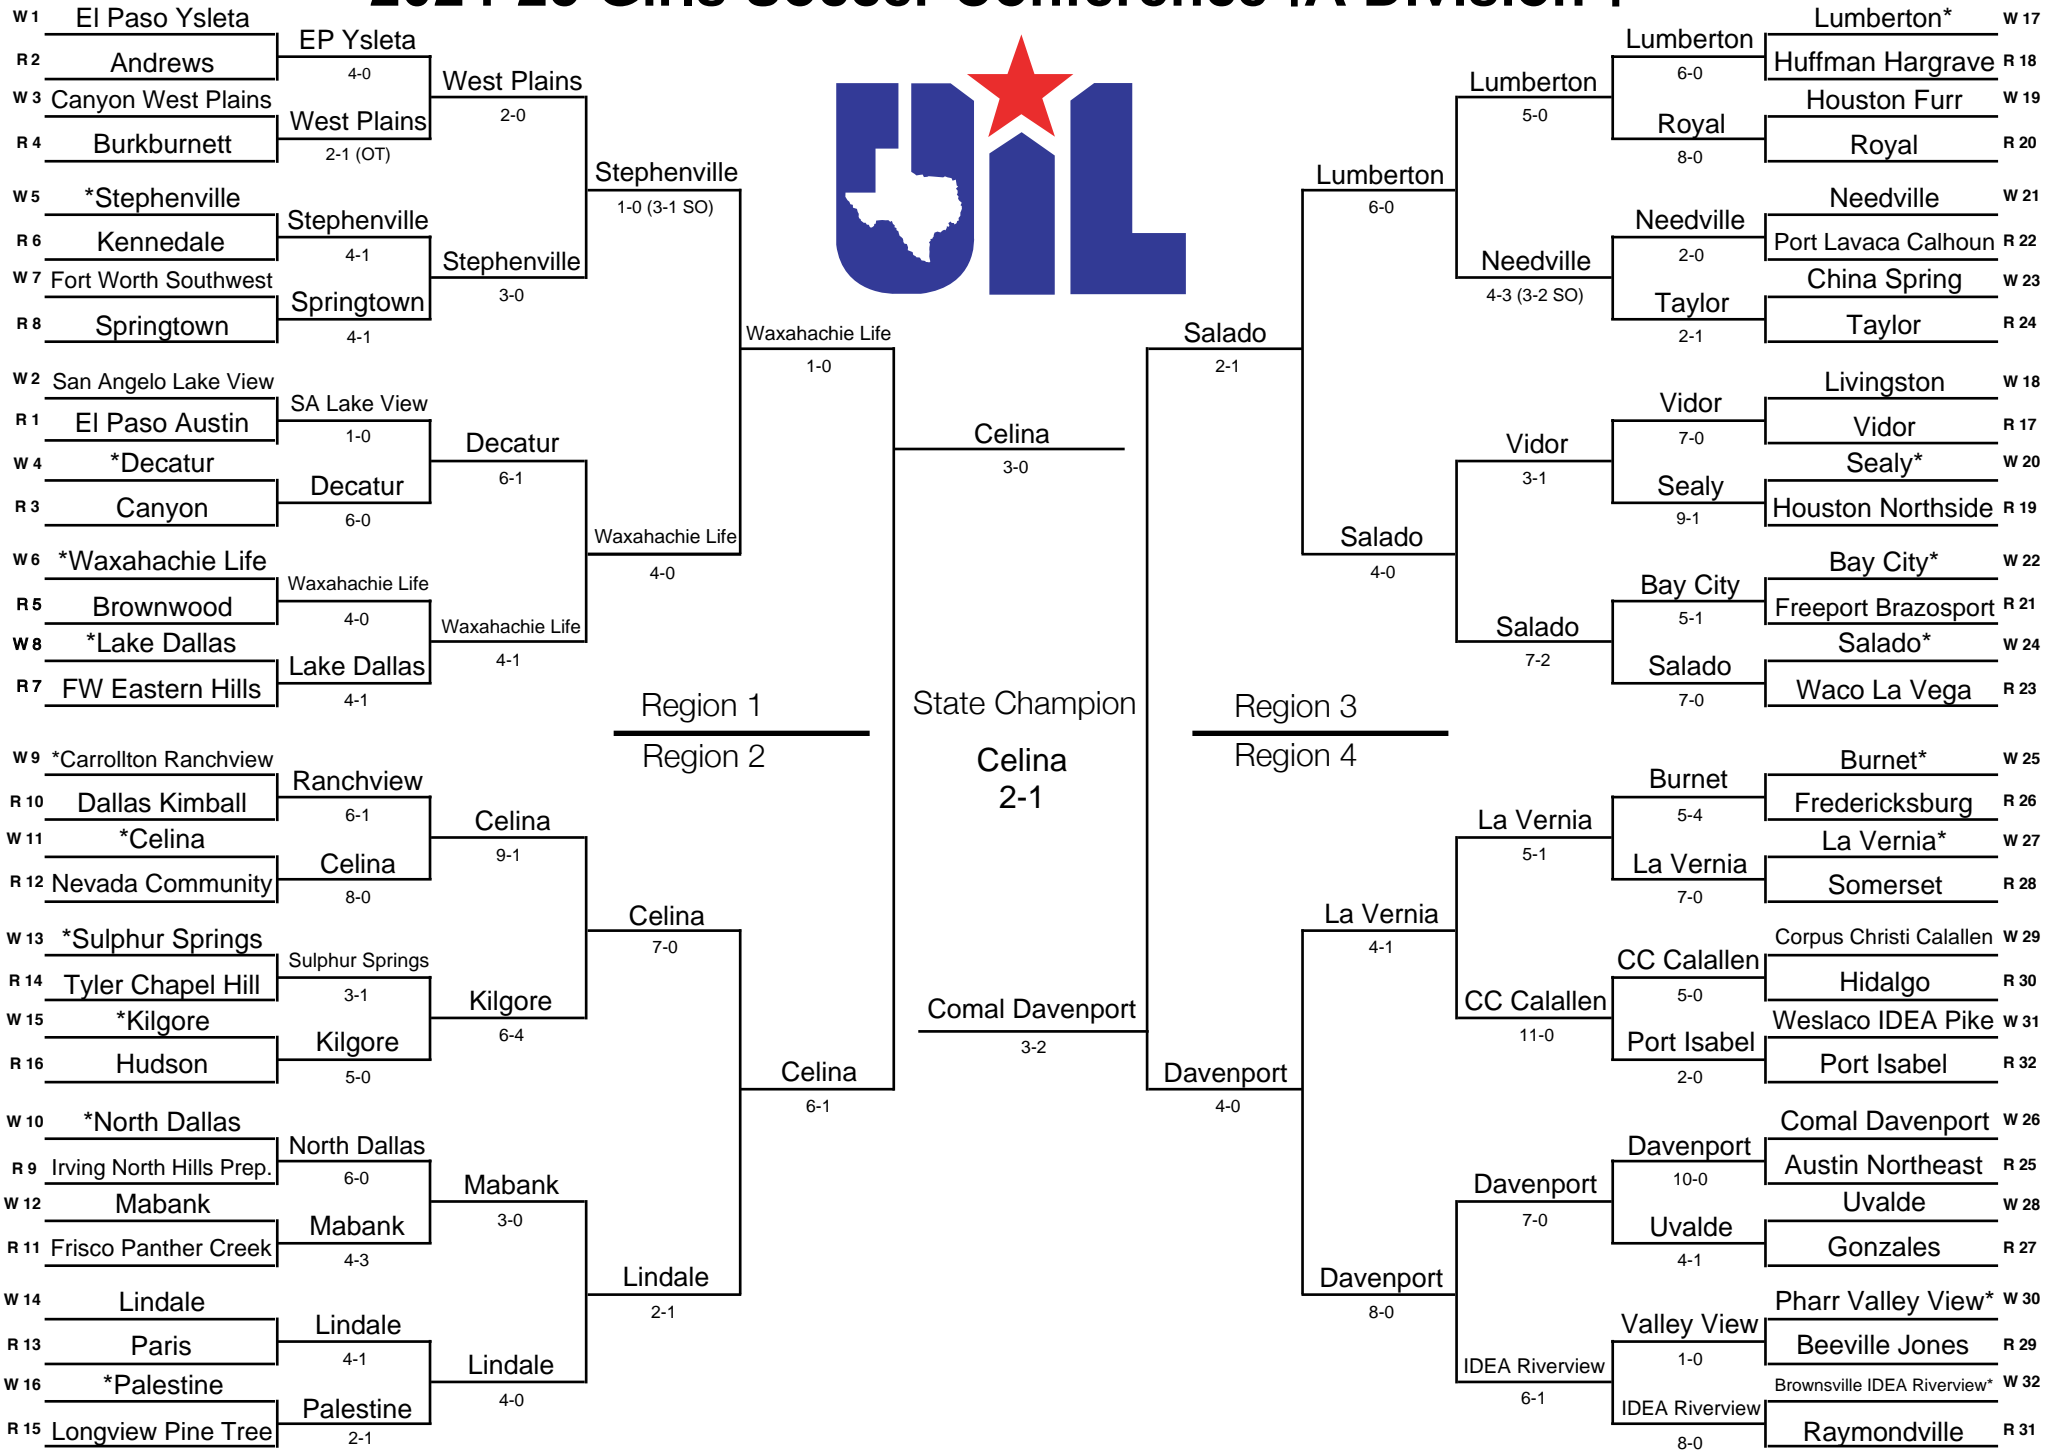 Girls Soccer Conference
W 1 El Paso Ysleta
R 2 Andrews
W 3 Canyon West Plains
R 4 Burkburnett
W 5 *Stephenville
R 6 Kennedale
W 7 Fort Worth Southwest
R 8 Springtown
W 2 San Angelo Lake View
R 1 El Paso Austin
W 4 *Decatur
R 3 Canyon
W 6 *Waxahachie Life
R 5 Brownwood
W 8 *Lake Dallas
R 7 FW Eastern Hills
W 9 *Carrollton Ranchview
R 10 Dallas Kimball
W 11 *Celina
R 12 Nevada Community
W 13 *Sulphur Springs
R 14 Tyler Chapel Hill
W 15 *Kilgore
R 16 Hudson
W 10 *North Dallas
R 9 Irving North Hills Prep.
W 12 Mabank
R 11 Frisco Panther Creek
W 14 Lindale
R 13 Paris
W 16 *Palestine
R 15 Longview Pine Tree
EP Ysleta
4-0
West Plains
2-1 (OT)
Stephenville
4-1
Springtown
4-1
SA Lake View
1-0
Decatur
6-0
Waxahachie Life
4-0
Lake Dallas
4-1
Ranchview
6-1
Celina
8-0
Sulphur Springs
3-1
Kilgore
5-0
North Dallas
6-0
Mabank
4-3
Lindale
4-1
Palestine
2-1
West Plains
2-0
Stephenville
3-0
Decatur
6-1
Waxahachie Life
4-1
Celina
9-1
Kilgore
6-4
Mabank
3-0
Lindale
4-0
Stephenville
1-0 (3-1 SO)
Waxahachie Life
4-0
Celina
7-0
Lindale
2-1
Waxahachie Life
1-0
Celina
6-1
Region 1
Region 2
UIL
Celina
3-0
State Champion
Celina
2-1
Comal Davenport
3-2
Region 3
Region 4
Salado
2-1
Davenport
4-0
Lumberton
6-0
Salado
4-0
La Vernia
4-1
Davenport
8-0
Lumberton
5-0
Needville
4-3 (3-2 SO)
Vidor
3-1
Salado
7-2
La Vernia
5-1
CC Calallen
11-0
Davenport
7-0
IDEA Riverview
6-1
Lumberton
6-0
Royal
8-0
Needville
2-0
Taylor
2-1
Vidor
7-0
Sealy
9-1
Bay City
5-1
Salado
7-0
Burnet
5-4
La Vernia
7-0
CC Calallen
5-0
Port Isabel
2-0
Davenport
10-0
Uvalde
4-1
Valley View
1-0
IDEA Riverview
8-0
Lumberton* W 17
Huffman Hargrave R 18
Houston Furr W 19
Royal R 20
Needville W 21
Port Lavaca Calhoun R 22
China Spring W 23
Taylor R 24
Livingston W 18
Vidor R 17
Sealy* W 20
Houston Northside R 19
Bay City* W 22
Freeport Brazosport R 21
Salado* W 24
Waco La Vega R 23
Burnet* W 25
Fredericksburg R 26
La Vernia* W 27
Somerset R 28
Corpus Christi Calallen W 29
Hidalgo R 30
Weslaco IDEA Pike W 31
Port Isabel R 32
Comal Davenport W 26
Austin Northeast R 25
Uvalde W 28
Gonzales R 27
Pharr Valley View* W 30
Beeville Jones R 29
Brownsville IDEA Riverview* W 32
Raymondville R 31